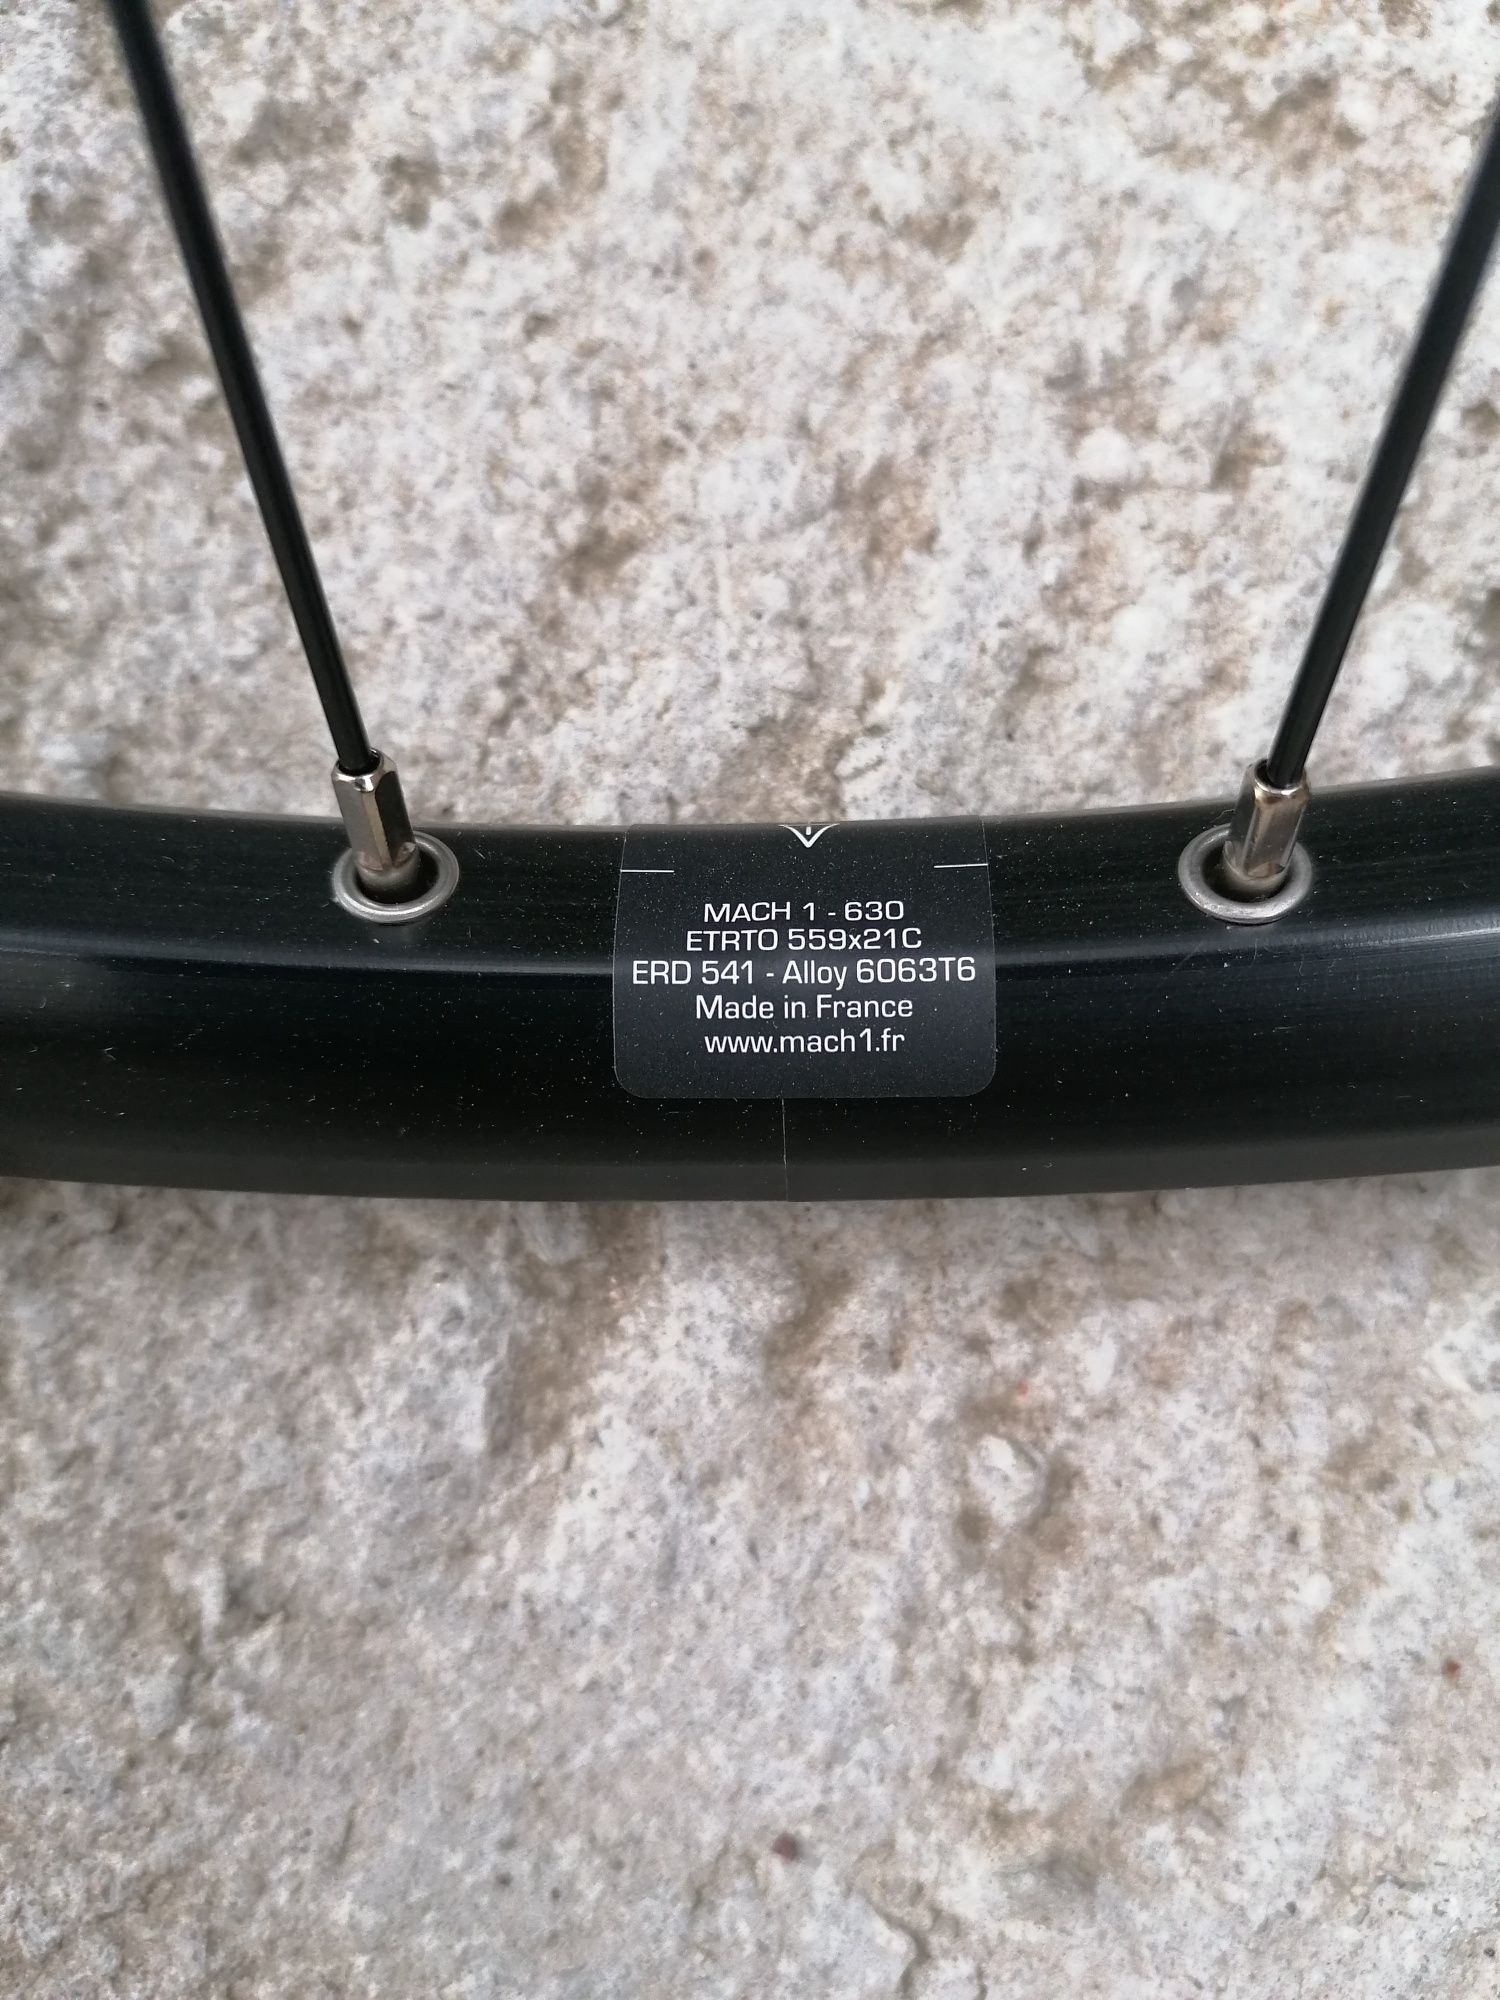 MACH 1 - 630
ETRTO 559x21C
ERD 541 - Alloy 6063T6
Made in France
www.mach1.fr